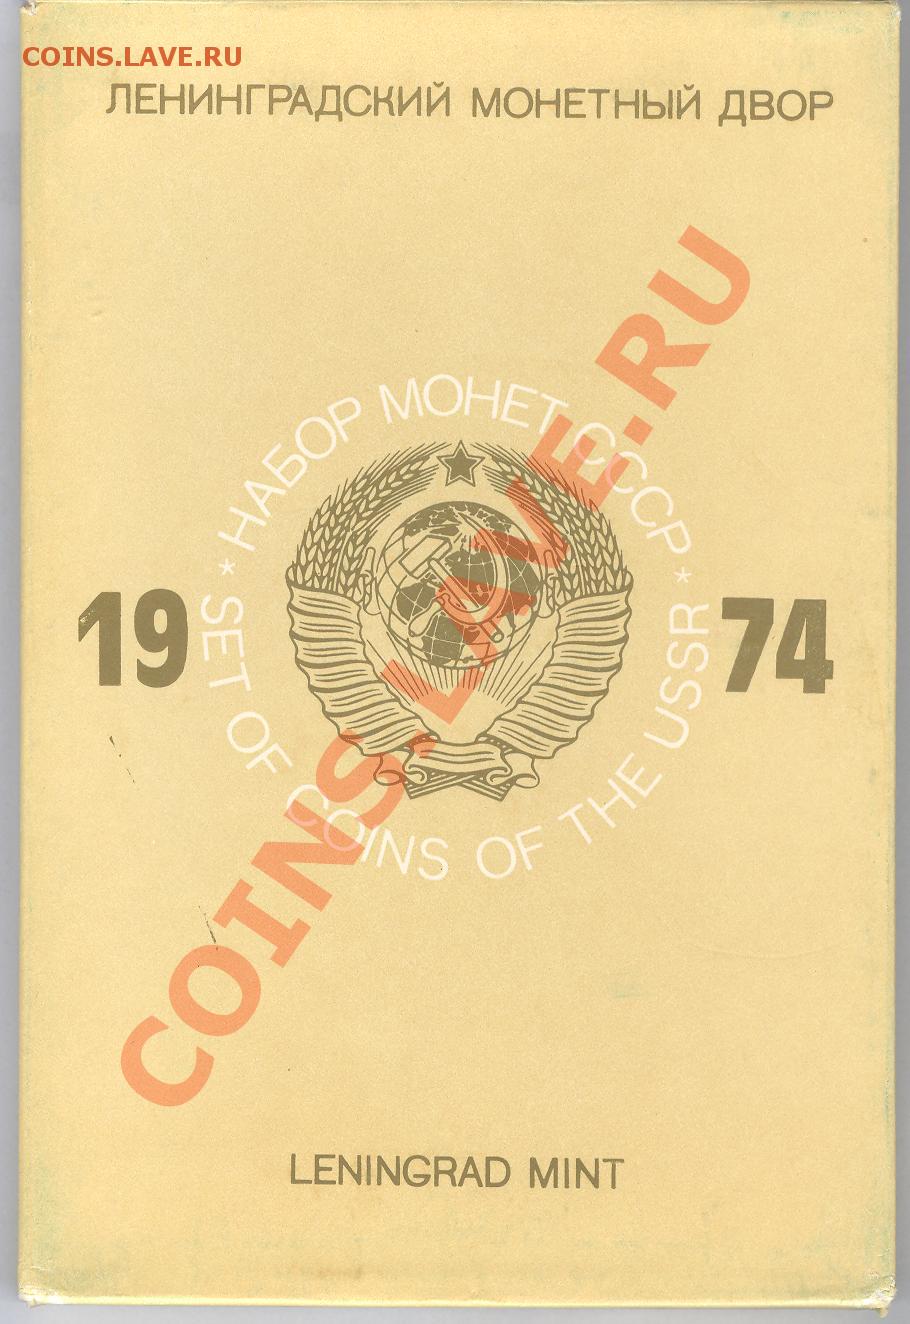 COINS.LAVE.RU
ЛЕНИНГРАДСКИЙ МОНЕТНЫЙ ДВОР
* НАБОР МОНЕТ СССР *
19
74
SET OF COINS OF THE USSR
COINS.LAVE.RU
LENINGRAD MINT